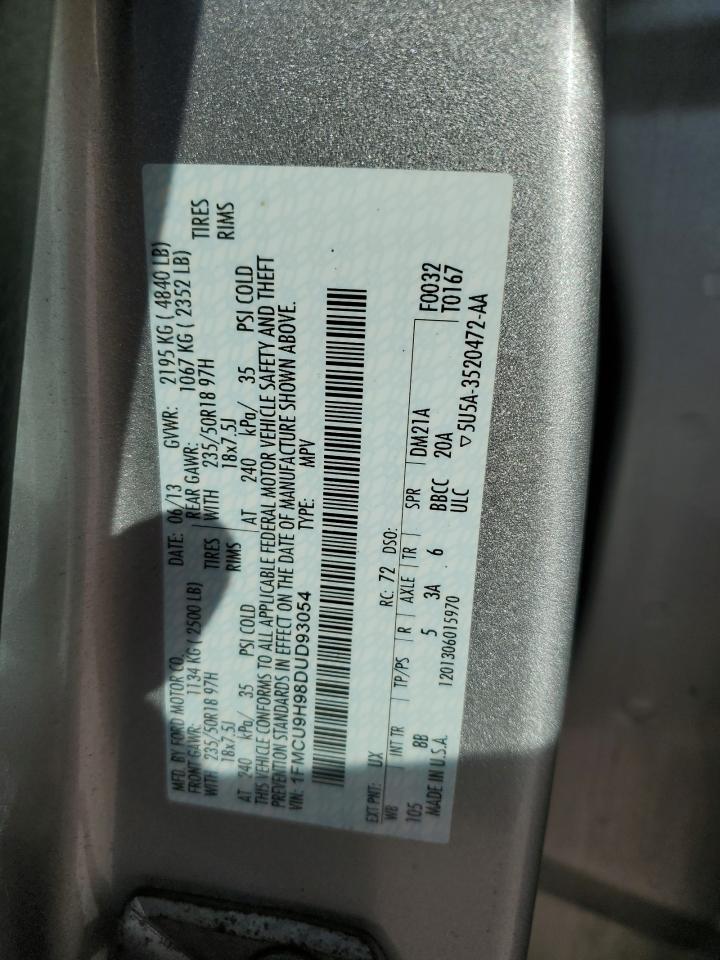 MFD. BY FORD MOTOR CO. DATE: 06/13 GVWR: 2195 KG ( 4840 LB)
FRONT GAWR: 1134 KG ( 2500 LB) REAR GAWR: 1067 KG ( 2352 LB)
WITH 235/50R18 97H TIRES WITH 235/50R18 97H TIRES
18x7.5J RIMS 18x7.5J RIMS
AT 240 kPa/ 35 PSI COLD AT 240 kPa/ 35 PSI COLD
THIS VEHICLE CONFORMS TO ALL APPLICABLE FEDERAL MOTOR VEHICLE SAFETY AND THEFT
PREVENTION STANDARDS IN EFFECT ON THE DATE OF MANUFACTURE SHOWN ABOVE.
VIN: 1FMCU9H98DUD93054 TYPE: MPV
EXT PNT: UX RC: 72 DSO: F0032
WB INT TR TP/PS R AXLE TR SPR DM21A T0167
105 8B 5 3A 6 BBCC 20A
MADE IN U.S.A. 1201306015970 ULC ▽5U5A-3520472-AA